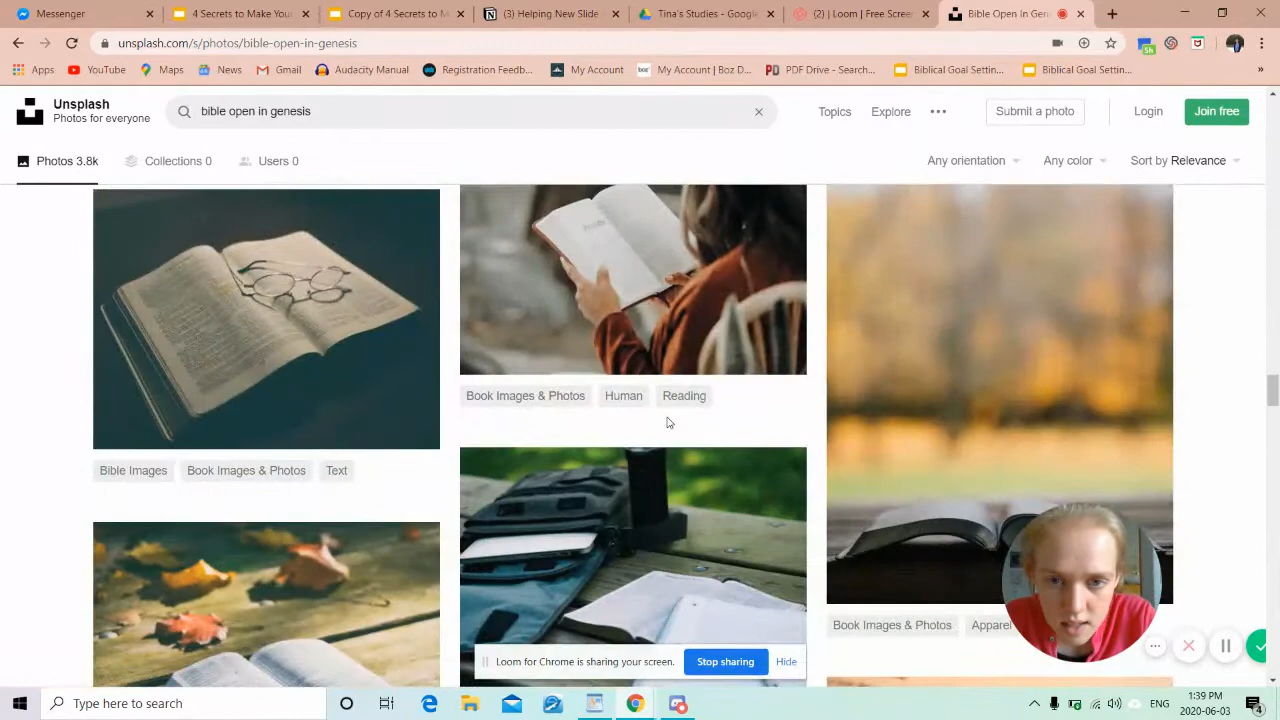 Messenger
4 Secrets to Make You
Copy of 4 Secrets to M
(3) Helping New Slide
Tina's Studies - Google
(2) | Loom | Free Screen
Bible Open In Gene
unsplash.com/s/photos/bible-open-in-genesis
5h
Apps
YouTube
Maps
News
Gmail
Audacity Manual
Registration Feedb...
My Account
boz
My Account | Boz D...
PDF Drive - Search...
Biblical Goal Settin...
Biblical Goal Settin...
»
Unsplash
Photos for everyone
bible open in genesis
Topics
Explore
Submit a photo
Login
Join free
Photos 3.8k
Collections 0
Users 0
Any orientation
Any color
Sort by Relevance
Book Images & Photos
Human
Reading
Bible Images
Book Images & Photos
Text
Book Images & Photos
Apparel
Loom for Chrome is sharing your screen.
Stop sharing
Hide
Type here to search
ENG
1:39 PM
2020-06-03
4